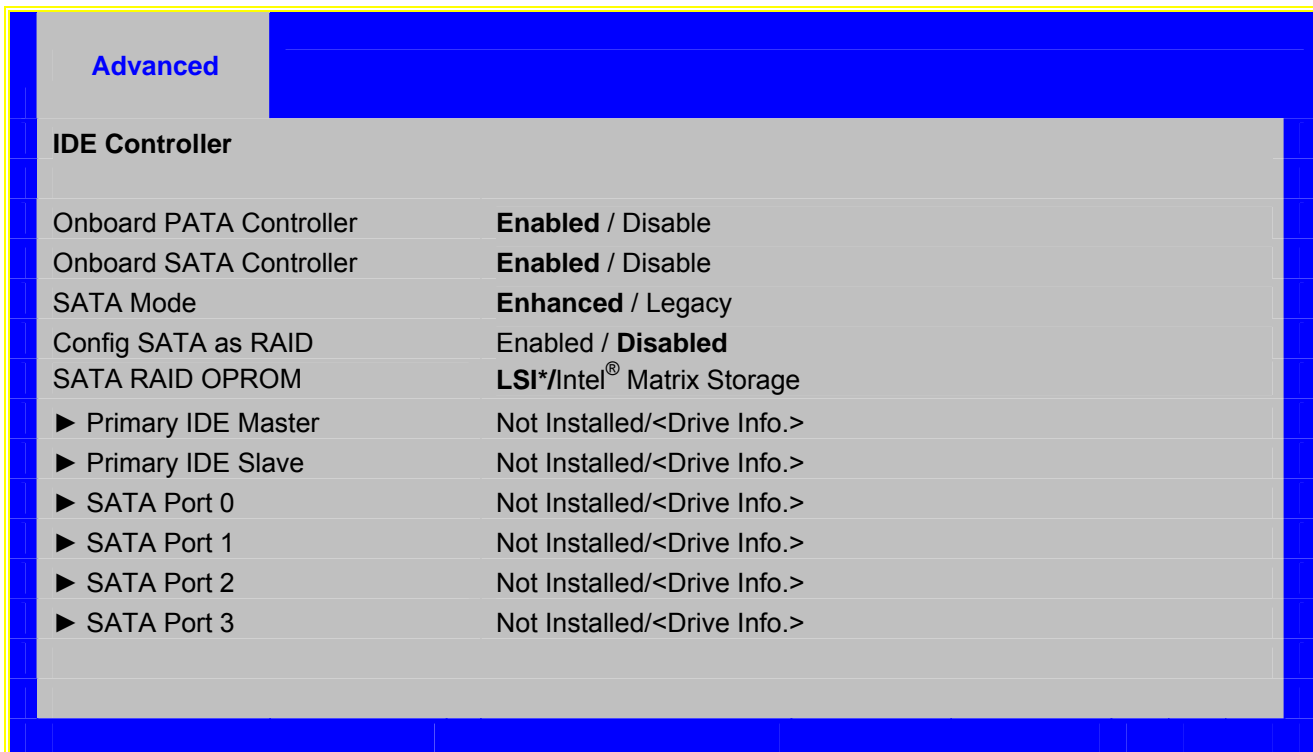 Advanced
IDE Controller
Onboard PATA Controller Enabled / Disable
Onboard SATA Controller Enabled / Disable
SATA Mode Enhanced / Legacy
Config SATA as RAID Enabled / Disabled
SATA RAID OPROM LSI*/Intel® Matrix Storage
► Primary IDE Master Not Installed/<Drive Info.>
► Primary IDE Slave Not Installed/<Drive Info.>
► SATA Port 0 Not Installed/<Drive Info.>
► SATA Port 1 Not Installed/<Drive Info.>
► SATA Port 2 Not Installed/<Drive Info.>
► SATA Port 3 Not Installed/<Drive Info.>